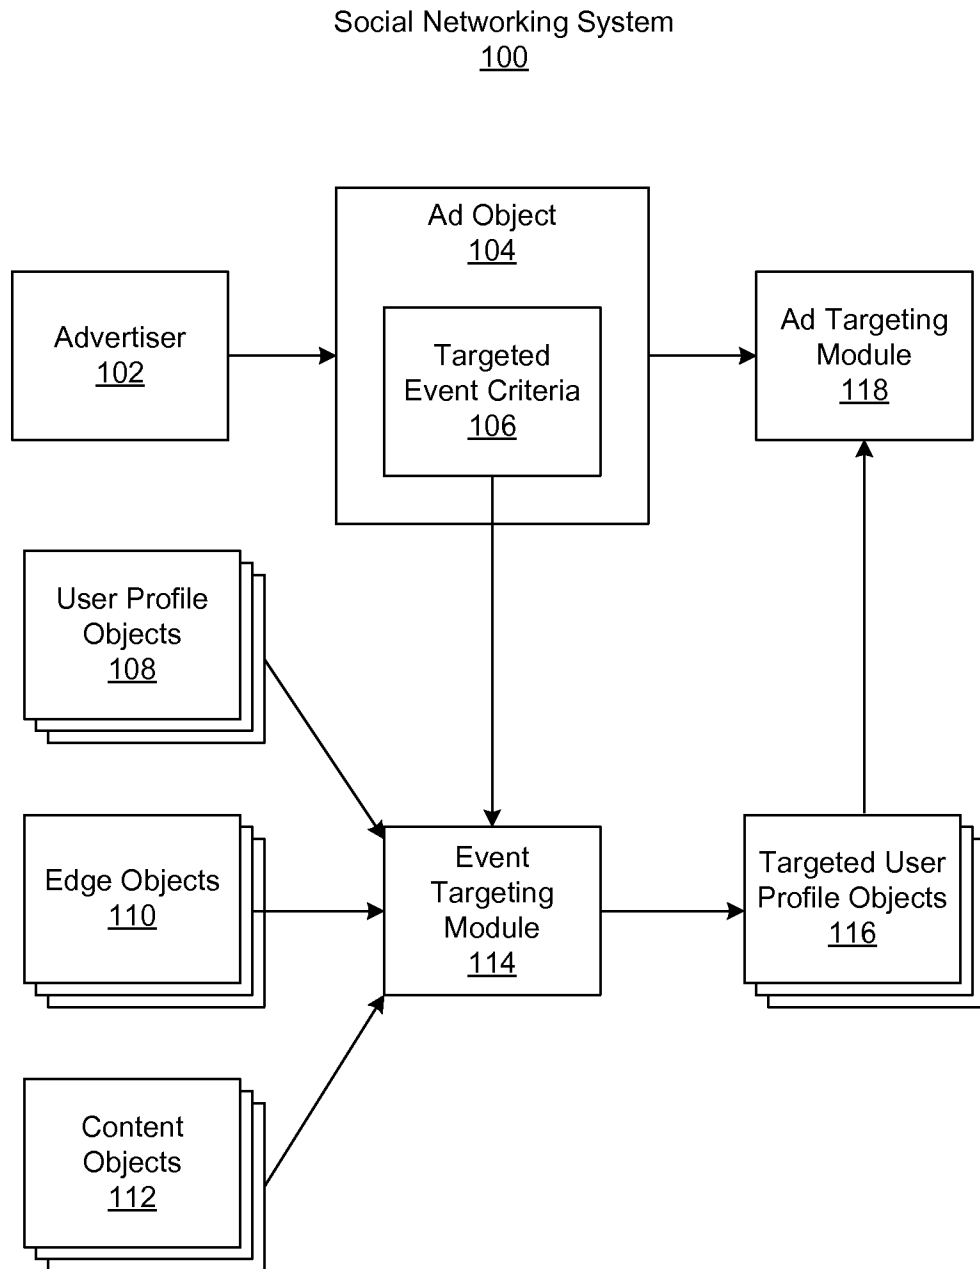 Social Networking System
100
Ad Object
104
Advertiser
102
Targeted
Event Criteria
106
Ad Targeting
Module
118
User Profile
Objects
108
Edge Objects
110
Event
Targeting
Module
114
Targeted User
Profile Objects
116
Content
Objects
112